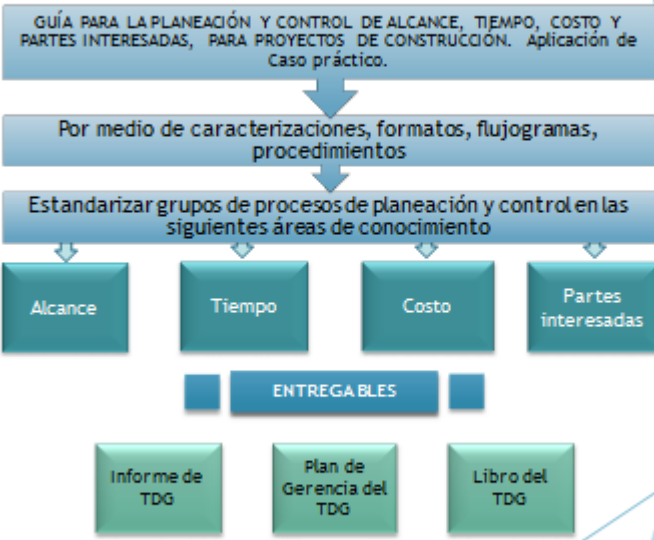 GUÍA PARA LA PLANEACIÓN Y CONTROL DE ALCANCE, TIEMPO, COSTO Y
PARTES INTERESADAS, PARA PROYECTOS DE CONSTRUCCIÓN. Aplicación de
Caso práctico.
Por medio de caracterizaciones, formatos, flujogramas,
procedimientos
Estandarizar grupos de procesos de planeación y control en las
siguientes áreas de conocimiento
Alcance
Tiempo
Costo
Partes
interesadas
ENTREGABLES
Informe de
TDG
Plan de
Gerencia del
TDG
Libro del
TDG